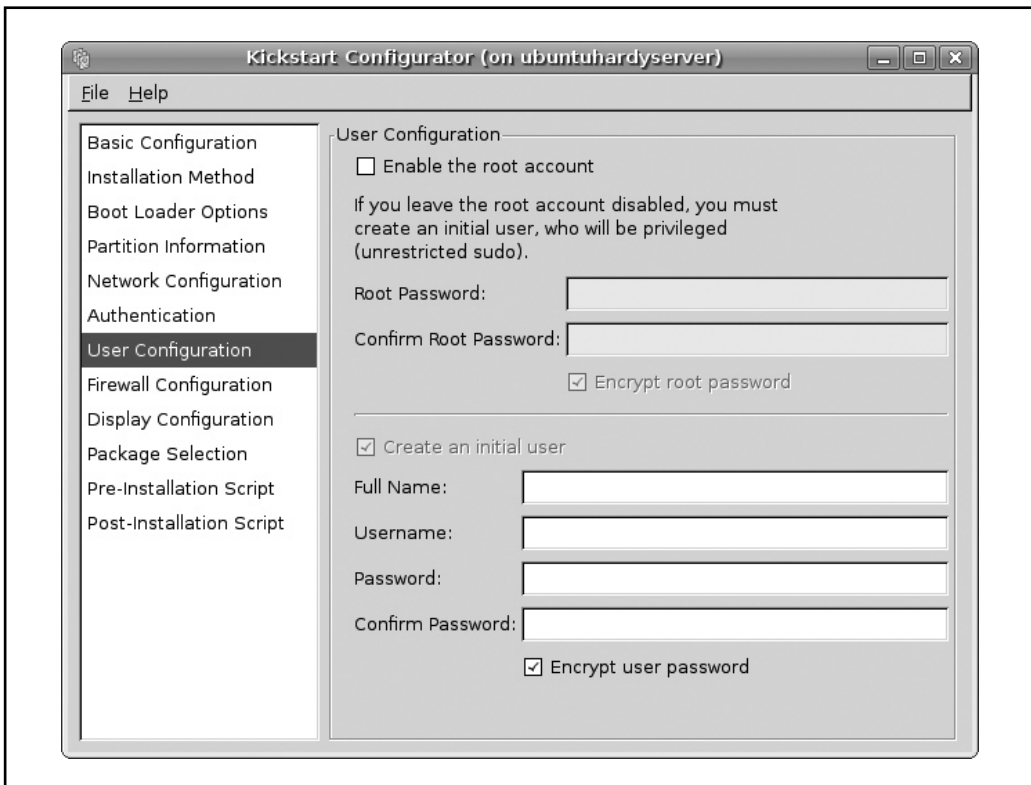 Kickstart Configurator (on ubuntuhardyserver)
File Help
Basic Configuration
Installation Method
Boot Loader Options
Partition Information
Network Configuration
Authentication
User Configuration
Firewall Configuration
Display Configuration
Package Selection
Pre-Installation Script
Post-Installation Script
User Configuration
Enable the root account
If you leave the root account disabled, you must
create an initial user, who will be privileged
(unrestricted sudo).
Root Password:
Confirm Root Password:
Encrypt root password
Create an initial user
Full Name:
Username:
Password:
Confirm Password:
Encrypt user password